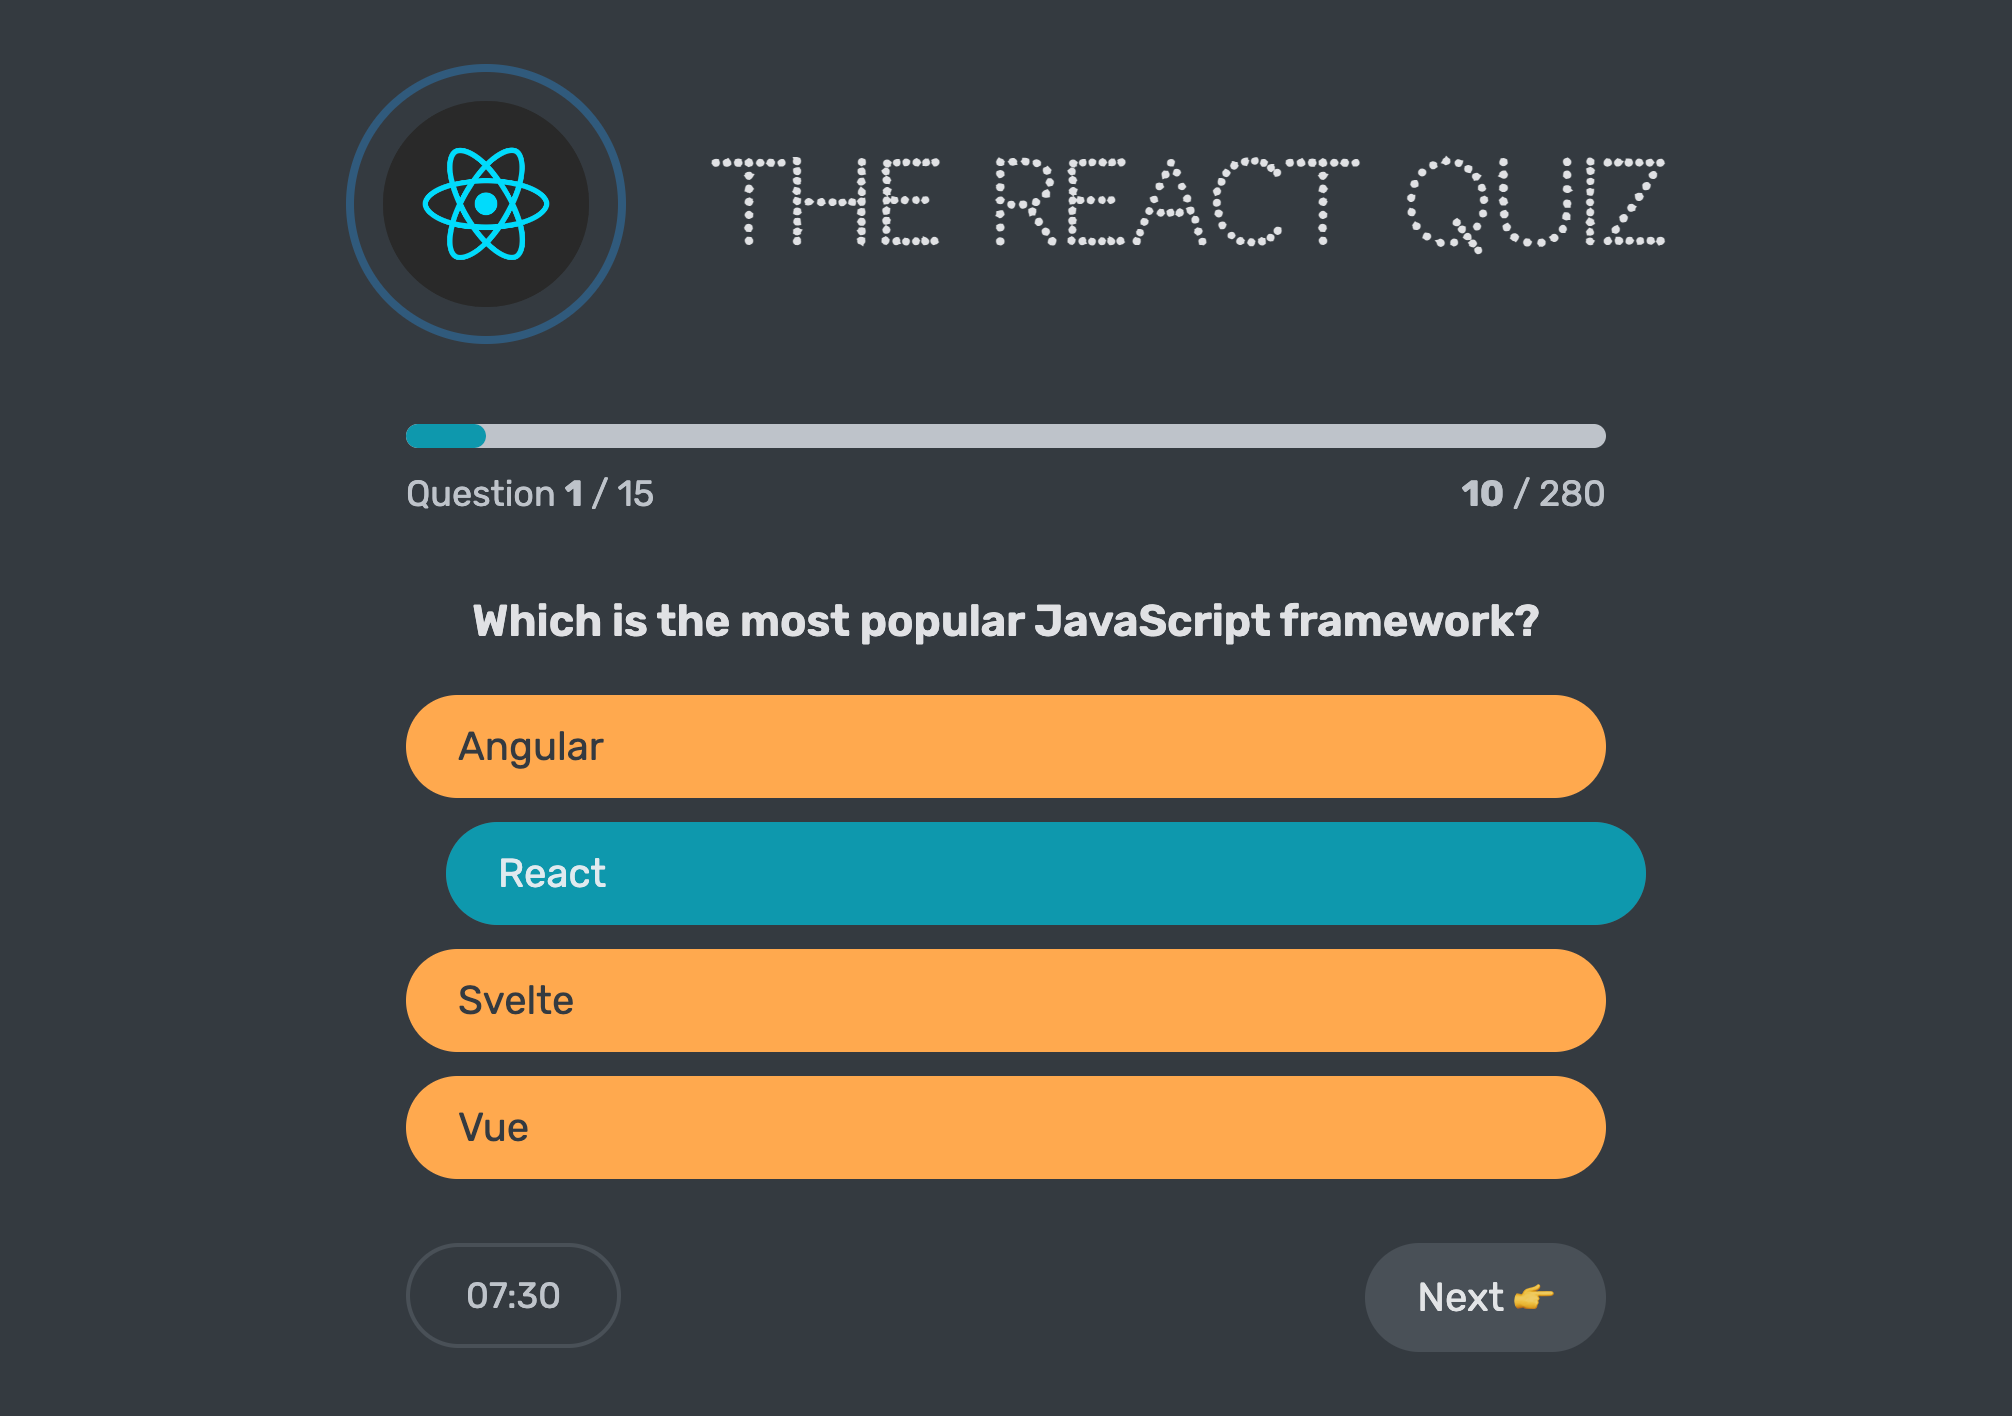 THE REACT QUIZ
Question 1 / 15
10 / 280
Which is the most popular JavaScript framework?
Angular
React
Svelte
Vue
07:30
Next 👉